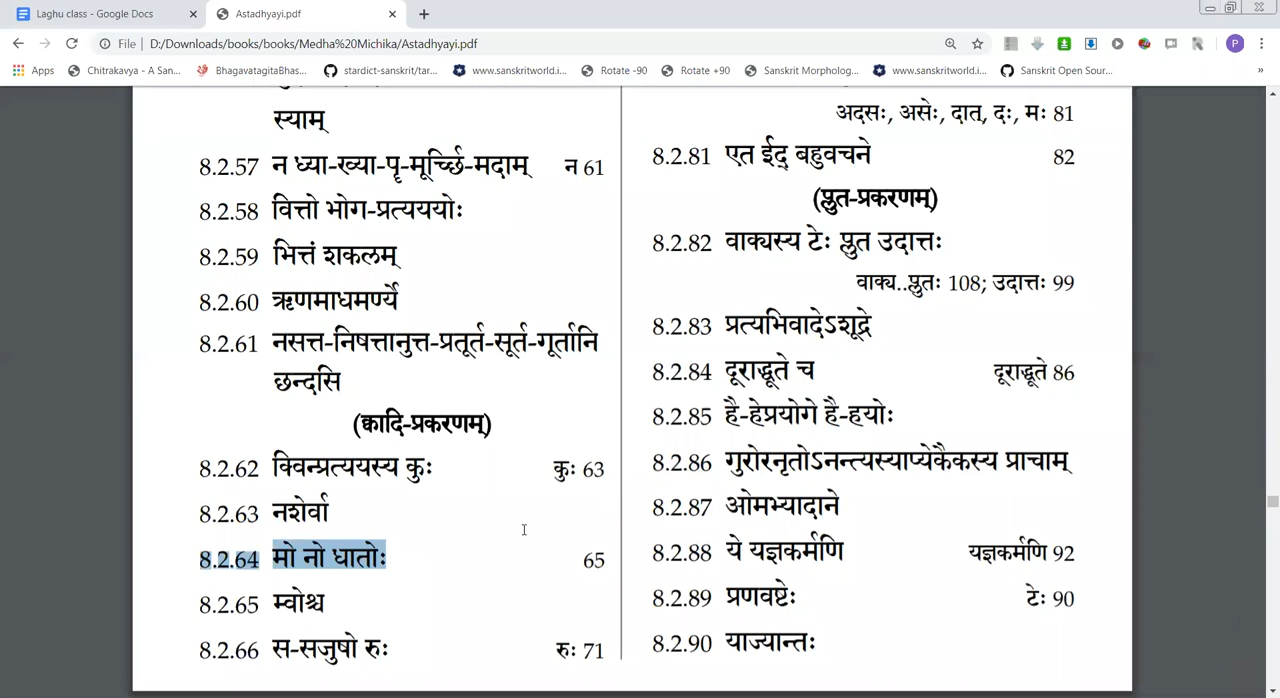 Laghu class - Google Docs
Astadhyayi.pdf
File
D:/Downloads/books/books/Medha%20Michika/Astadhyayi.pdf
P
Apps
Chitrakavya - A San...
BhagavatagitaBhas...
stardict-sanskrit/tar...
www.sanskritworld.i...
Rotate -90
Rotate +90
Sanskrit Morpholog...
www.sanskritworld.i...
Sanskrit Open Sour...
»
स्याम्
8.2.57 न ध्या-ख्या-पॄ-मूर्च्छि-मदाम् न 61
8.2.58 वित्तो भोग-प्रत्यययोः
8.2.59 भित्तं शकलम्
8.2.60 ऋणमाधमर्ण्ये
8.2.61 नसत्त-निषत्तानुत्त-प्रतूर्त-सूर्त-गूर्तानि
छन्दसि
(क्वादि-प्रकरणम्)
8.2.62 क्विन्प्रत्ययस्य कुः कुः 63
8.2.63 नशेर्वा
8.2.64 मो नो धातोः 65
8.2.65 म्वोश्च
8.2.66 स-सजुषो रुः रुः 71
अदसः, असेः, दात्, दः, मः 81
8.2.81 एत ईद् बहुवचने 82
(प्लुत-प्रकरणम्)
8.2.82 वाक्यस्य टेः प्लुत उदात्तः
वाक्य..प्लुतः 108; उदात्तः 99
8.2.83 प्रत्यभिवादेऽशूद्रे
8.2.84 दूराद्धूते च दूराद्धूते 86
8.2.85 है-हेप्रयोगे है-हयोः
8.2.86 गुरोरनृतोऽनन्त्यस्याप्येकैकस्य प्राचाम्
8.2.87 ओमभ्यादाने
8.2.88 ये यज्ञकर्मणि यज्ञकर्मणि 92
8.2.89 प्रणवष्टेः टेः 90
8.2.90 याज्यान्तः